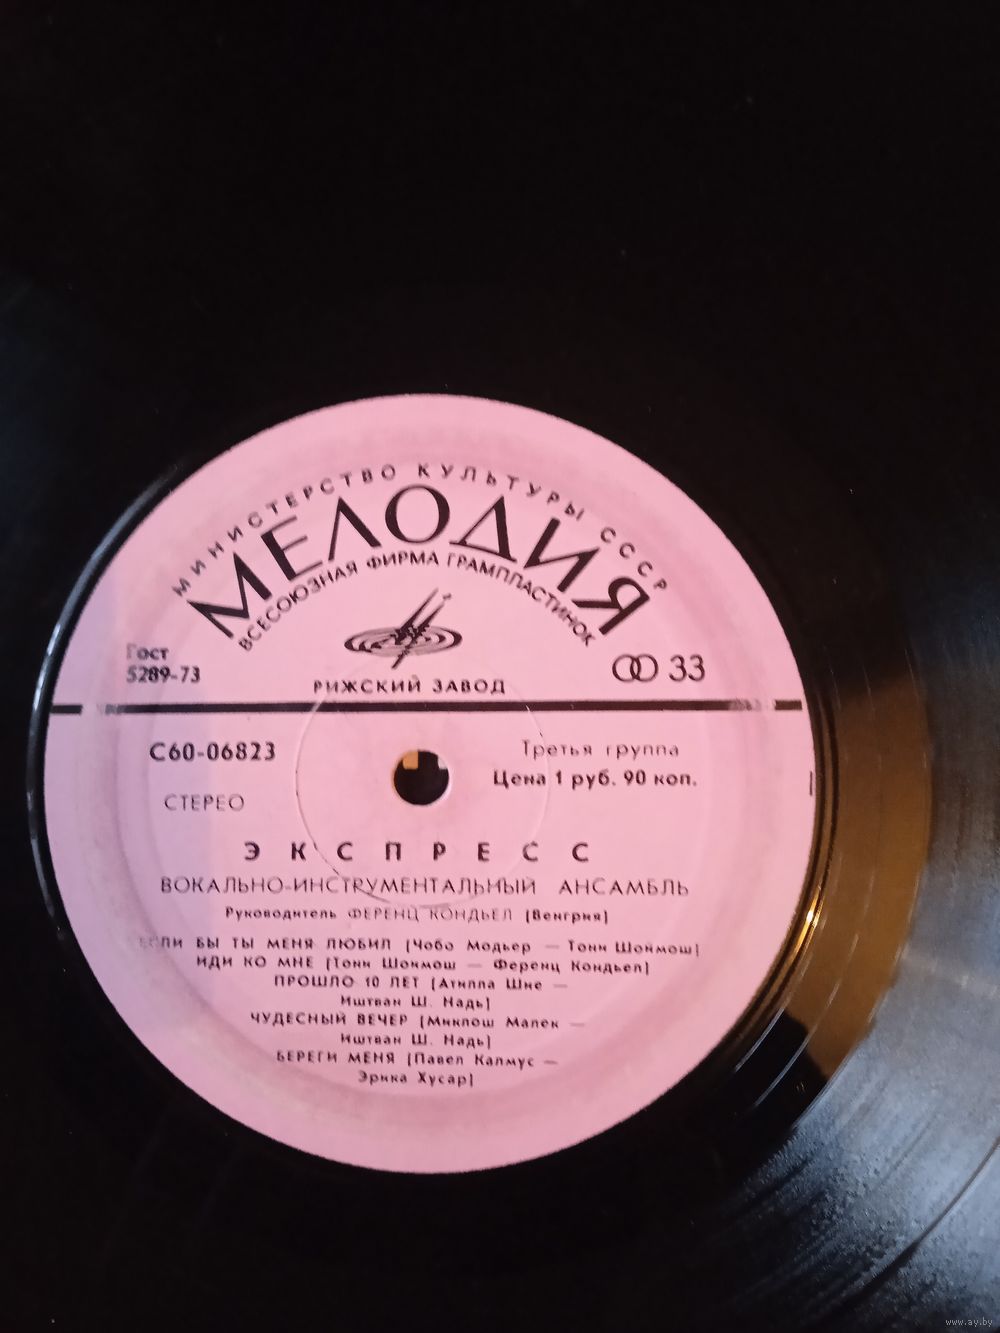 МИНИСТЕРСТВО КУЛЬТУРЫ СССР
МЕЛОДИЯ
ВСЕСОЮЗНАЯ ФИРМА ГРАМПЛАСТИНОК
Гост
5289-73
33
РИЖСКИЙ ЗАВОД
С60-06823
Третья группа
Цена 1 руб. 90 коп.
СТЕРЕО
ЭКСПРЕСС
ВОКАЛЬНО-ИНСТРУМЕНТАЛЬНЫЙ АНСАМБЛЬ
Руководитель ФЕРЕНЦ КОНДЬЕЛ (Венгрия)
ЕСЛИ БЫ ТЫ МЕНЯ ЛЮБИЛ (Чобо Модьер — Тони Шоймош)
ИДИ КО МНЕ (Тони Шоймош — Ференц Кондьел)
ПРОШЛО 10 ЛЕТ (Атилла Шне —
Иштван Ш. Надь)
ЧУДЕСНЫЙ ВЕЧЕР (Миклош Малек —
Иштван Ш. Надь)
БЕРЕГИ МЕНЯ (Павел Калмус —
Эрика Хусар)
www.ay.by